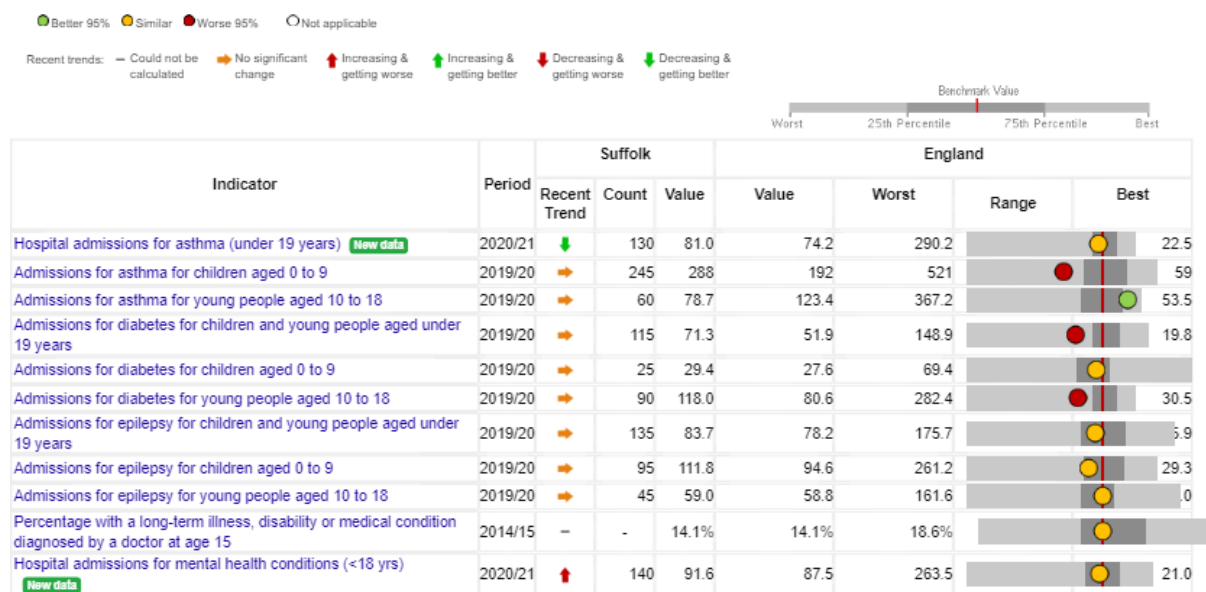 Better 95% Similar Worse 95% Not applicable
Recent trends: – Could not be calculated No significant change Increasing & getting worse Increasing & getting better Decreasing & getting worse Decreasing & getting better
Benchmark Value
Worst 25th Percentile 75th Percentile Best
Suffolk England
Indicator Period Recent Trend Count Value Value Worst Range Best
Hospital admissions for asthma (under 19 years) New data 2020/21 130 81.0 74.2 290.2 22.5
Admissions for asthma for children aged 0 to 9 2019/20 245 288 192 521 59
Admissions for asthma for young people aged 10 to 18 2019/20 60 78.7 123.4 367.2 53.5
Admissions for diabetes for children and young people aged under
19 years 2019/20 115 71.3 51.9 148.9 19.8
Admissions for diabetes for children aged 0 to 9 2019/20 25 29.4 27.6 69.4
Admissions for diabetes for young people aged 10 to 18 2019/20 90 118.0 80.6 282.4 30.5
Admissions for epilepsy for children and young people aged under
19 years 2019/20 135 83.7 78.2 175.7
Admissions for epilepsy for children aged 0 to 9 2019/20 95 111.8 94.6 261.2 29.3
Admissions for epilepsy for young people aged 10 to 18 2019/20 45 59.0 58.8 161.6
Percentage with a long-term illness, disability or medical condition
diagnosed by a doctor at age 15 2014/15 – - 14.1% 14.1% 18.6%
Hospital admissions for mental health conditions (<18 yrs)
New data 2020/21 140 91.6 87.5 263.5 21.0